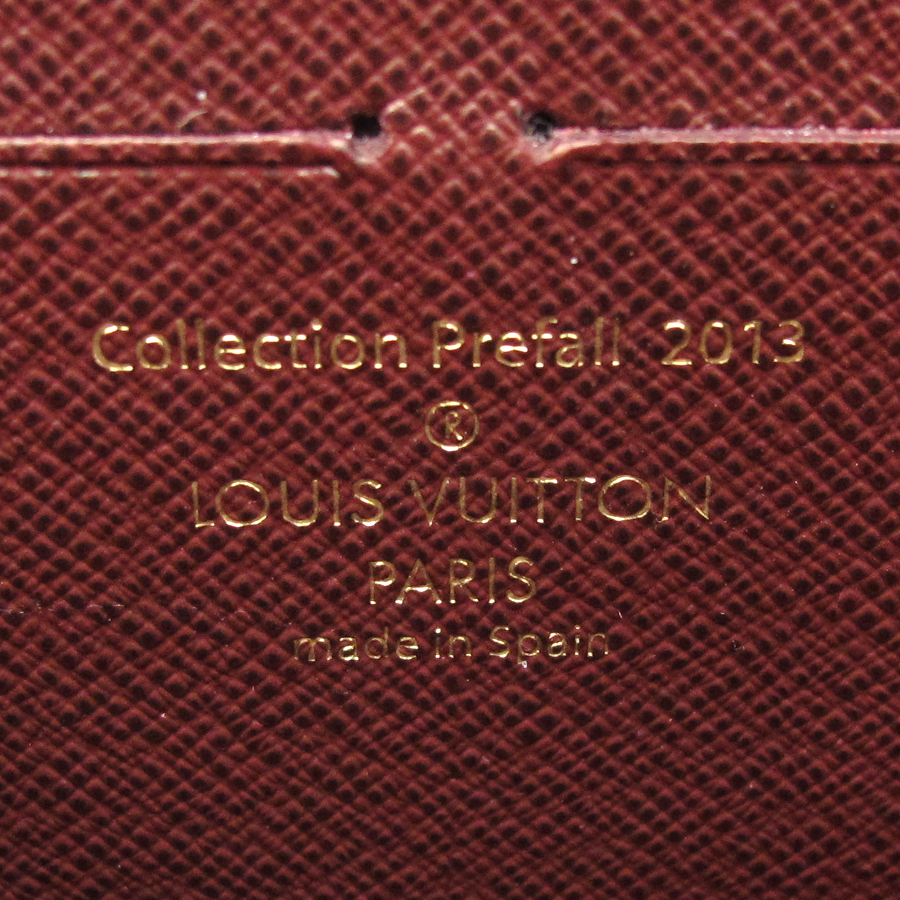 Collection Prefall 2013
®
LOUIS VUITTON
PARIS
made in Spain